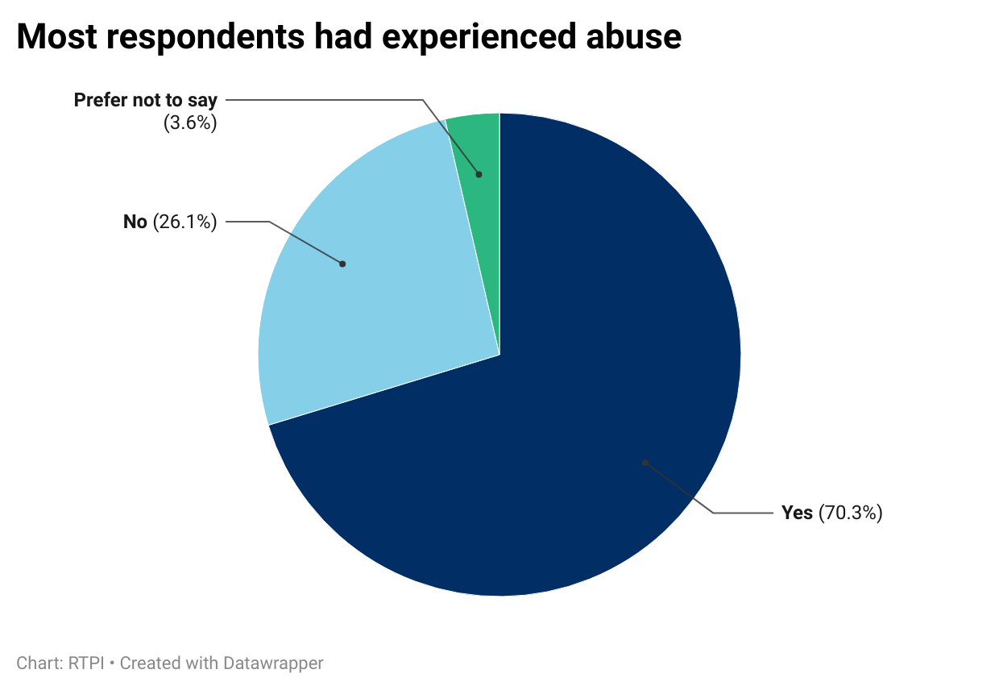 Most respondents had experienced abuse
Prefer not to say
(3.6%)
No (26.1%)
Yes (70.3%)
Chart: RTPI • Created with Datawrapper